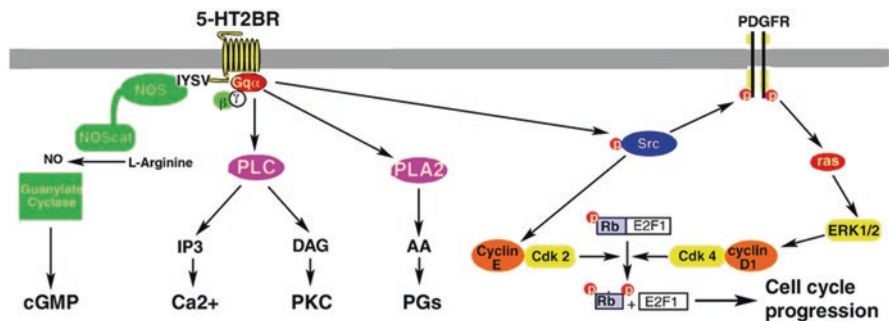 5-HT2BR
PDGFR
NOS
IYSV
Gqα
β
γ
p
p
NOScat
p
Src
NO
L-Arginine
PLC
PLA2
ras
Guanylate
Cyclase
p
Rb
E2F1
ERK1/2
IP3
DAG
AA
Cyclin
E
Cdk 2
Cdk 4
cyclin
D1
cGMP
Ca2+
PKC
PGs
p
p
Rb
+
E2F1
Cell cycle
progression